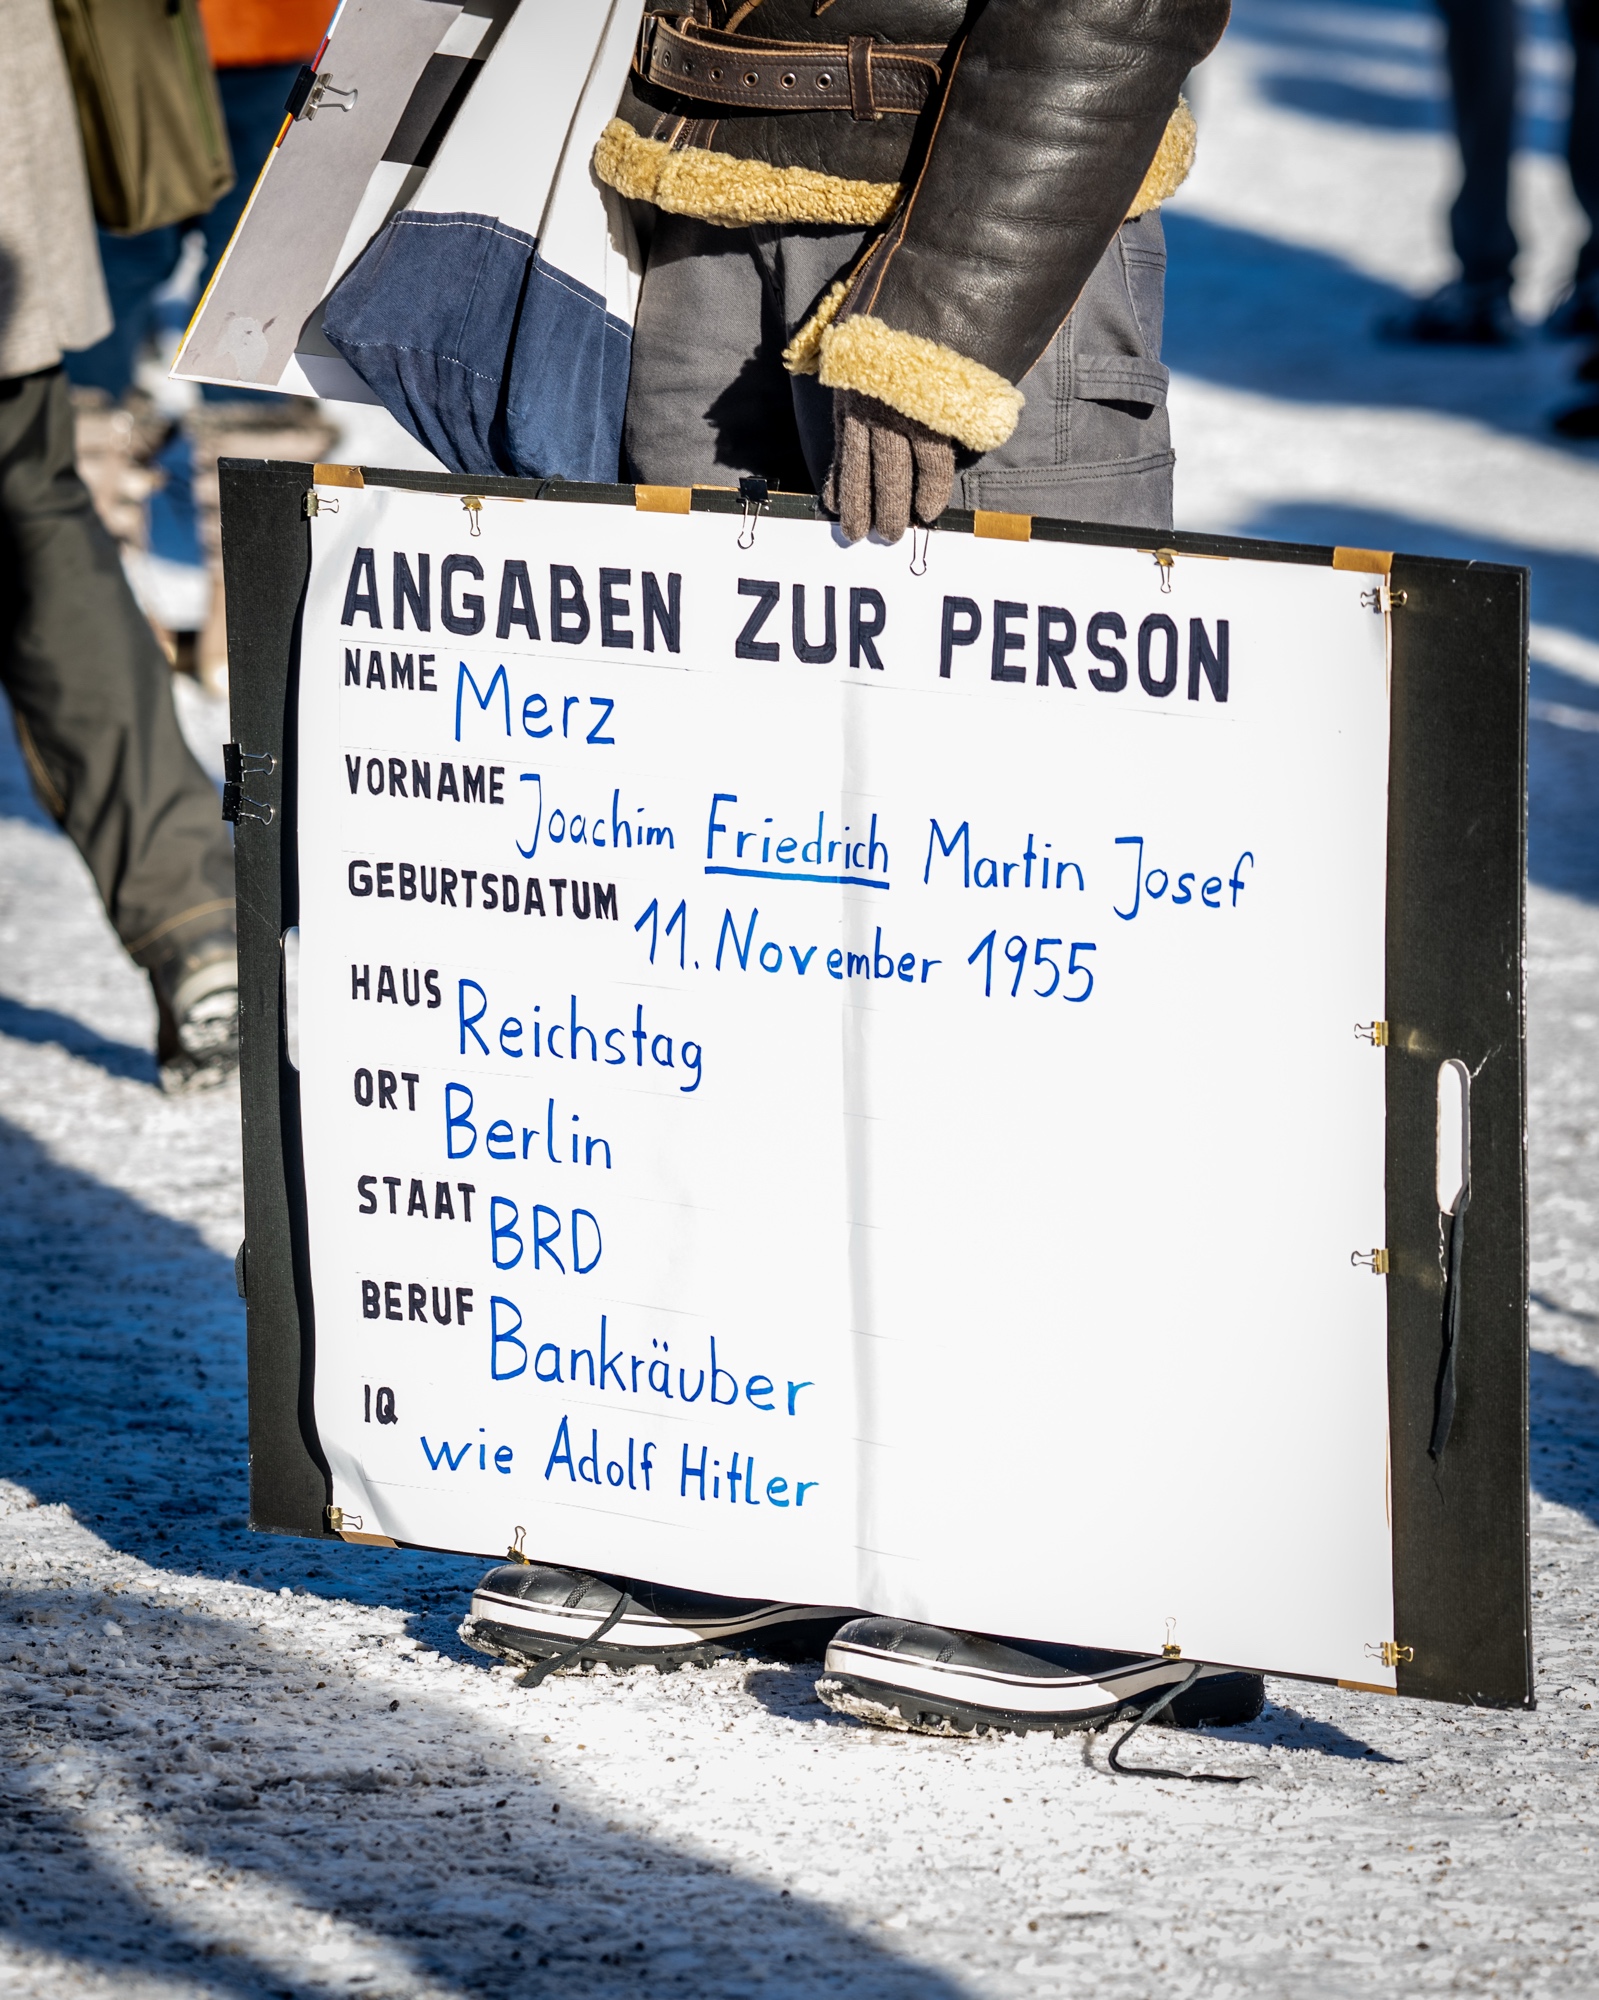 ANGABEN ZUR PERSON
NAME Merz
VORNAME Joachim Friedrich Martin Josef
GEBURTSDATUM 11. November 1955
HAUS Reichstag
ORT Berlin
STAAT BRD
BERUF Bankräuber
IQ wie Adolf Hitler